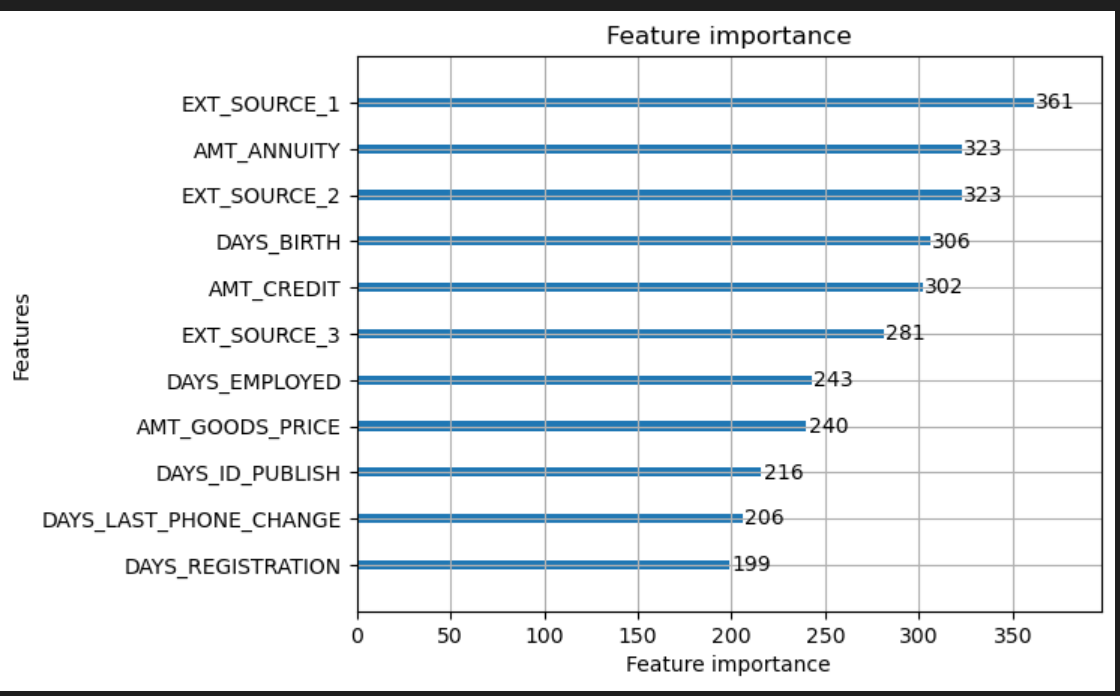 Feature importance
Features
EXT_SOURCE_1 361
AMT_ANNUITY 323
EXT_SOURCE_2 323
DAYS_BIRTH 306
AMT_CREDIT 302
EXT_SOURCE_3 281
DAYS_EMPLOYED 243
AMT_GOODS_PRICE 240
DAYS_ID_PUBLISH 216
DAYS_LAST_PHONE_CHANGE 206
DAYS_REGISTRATION 199
0 50 100 150 200 250 300 350
Feature importance